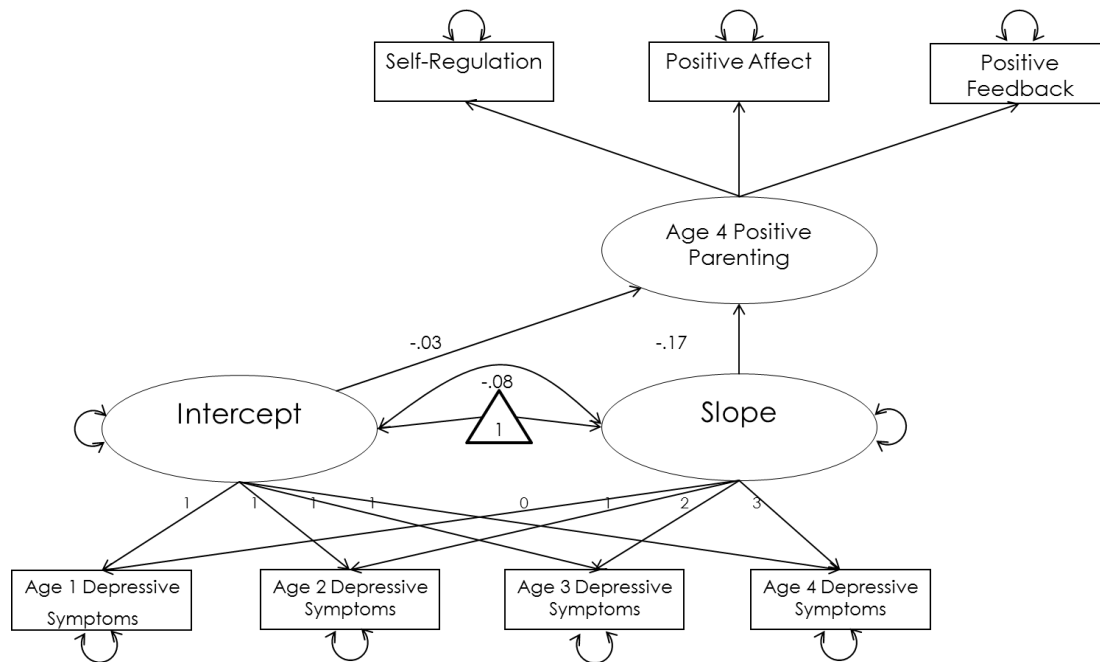 Self-Regulation
Positive Affect
Positive
Feedback
Age 4 Positive
Parenting
-.03
-.17
-.08
Intercept
1
Slope
1
1
1
1
0
1
2
3
Age 1 Depressive
Symptoms
Age 2 Depressive
Symptoms
Age 3 Depressive
Symptoms
Age 4 Depressive
Symptoms